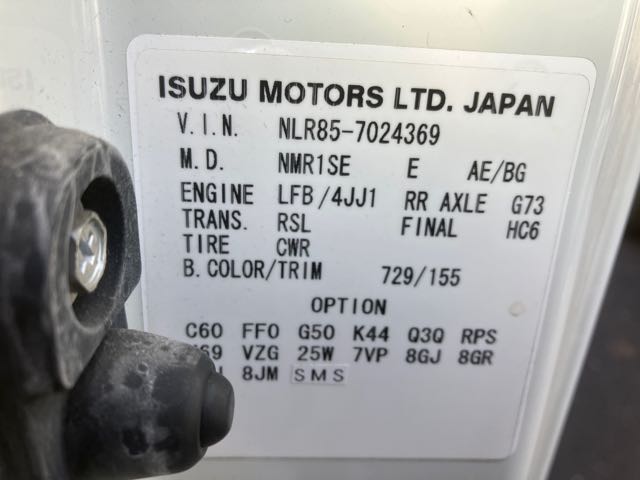 ISUZU MOTORS LTD. JAPAN
V.I.N. NLR85-7024369
M.D. NMR1SE E AE/BG
ENGINE LFB/4JJ1 RR AXLE G73
TRANS. RSL FINAL HC6
TIRE CWR
B.COLOR/TRIM 729/155
OPTION
C60 FF0 G50 K44 Q3Q RPS
VZG 25W 7VP 8GJ 8GR
8JM SMS